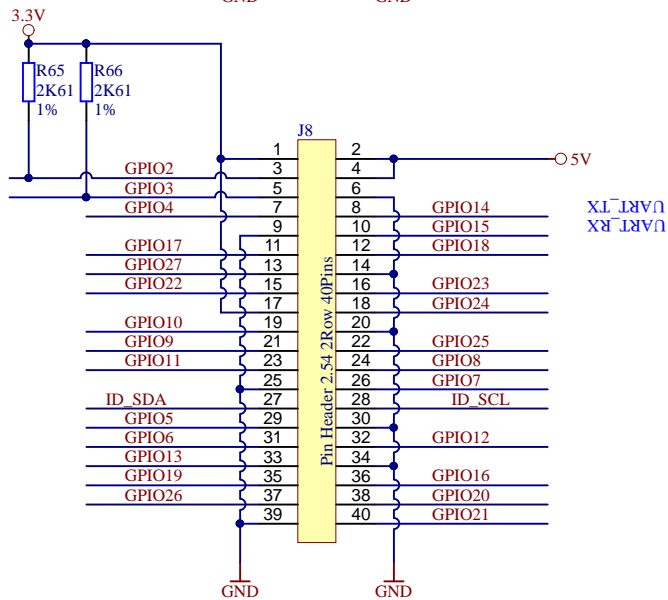 GND GND
3.3V
R65 R66
2K61 2K61
1% 1%
J8
1 2
5V
GPIO2 3 4
GPIO3 5 6
GPIO4 7 8 GPIO14 UART_TX
9 10 GPIO15 UART_RX
GPIO17 11 12 GPIO18
GPIO27 13 14
GPIO22 15 16 GPIO23
17 18 GPIO24
GPIO10 19 20
GPIO9 21 22 GPIO25
GPIO11 23 24 GPIO8
25 26 GPIO7
ID_SDA 27 28 ID_SCL
GPIO5 29 30
GPIO6 31 32 GPIO12
GPIO13 33 34
GPIO19 35 36 GPIO16
GPIO26 37 38 GPIO20
39 40 GPIO21
Pin Header 2.54 2Row 40Pins
GND GND